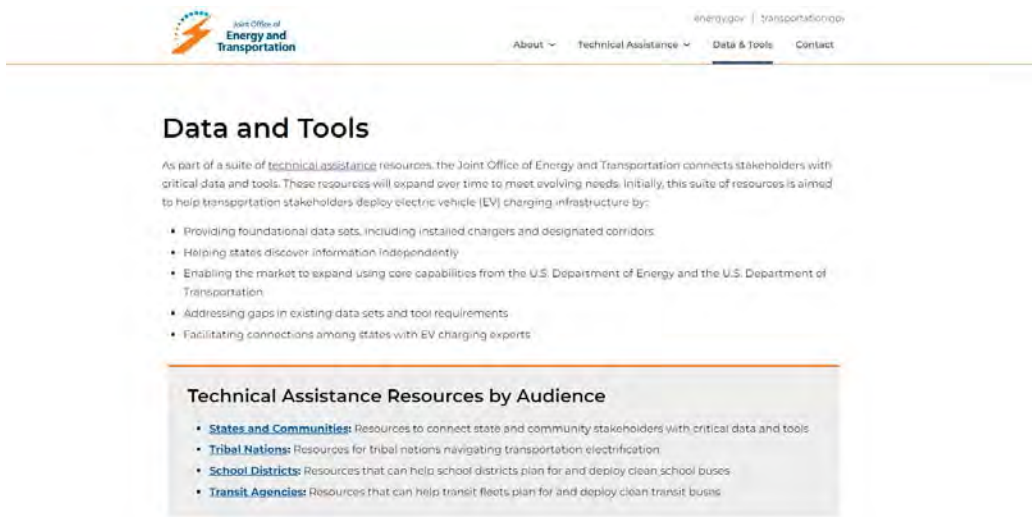 energy.gov | transportation.gov
Joint Office of
Energy and
Transportation
About Technical Assistance Data & Tools Contact
Data and Tools
As part of a suite of technical assistance resources, the Joint Office of Energy and Transportation connects stakeholders with
critical data and tools. These resources will expand over time to meet evolving needs. Initially, this suite of resources is aimed
to help transportation stakeholders deploy electric vehicle (EV) charging infrastructure by:
• Providing foundational data sets, including installed chargers and designated corridors
• Helping states discover information independently
• Enabling the market to expand using core capabilities from the U.S. Department of Energy and the U.S. Department of
Transportation
• Addressing gaps in existing data sets and tool requirements
• Facilitating connections among states with EV charging experts
Technical Assistance Resources by Audience
• States and Communities: Resources to connect state and community stakeholders with critical data and tools
• Tribal Nations: Resources for tribal nations navigating transportation electrification
• School Districts: Resources that can help school districts plan for and deploy clean school buses
• Transit Agencies: Resources that can help transit fleets plan for and deploy clean transit buses